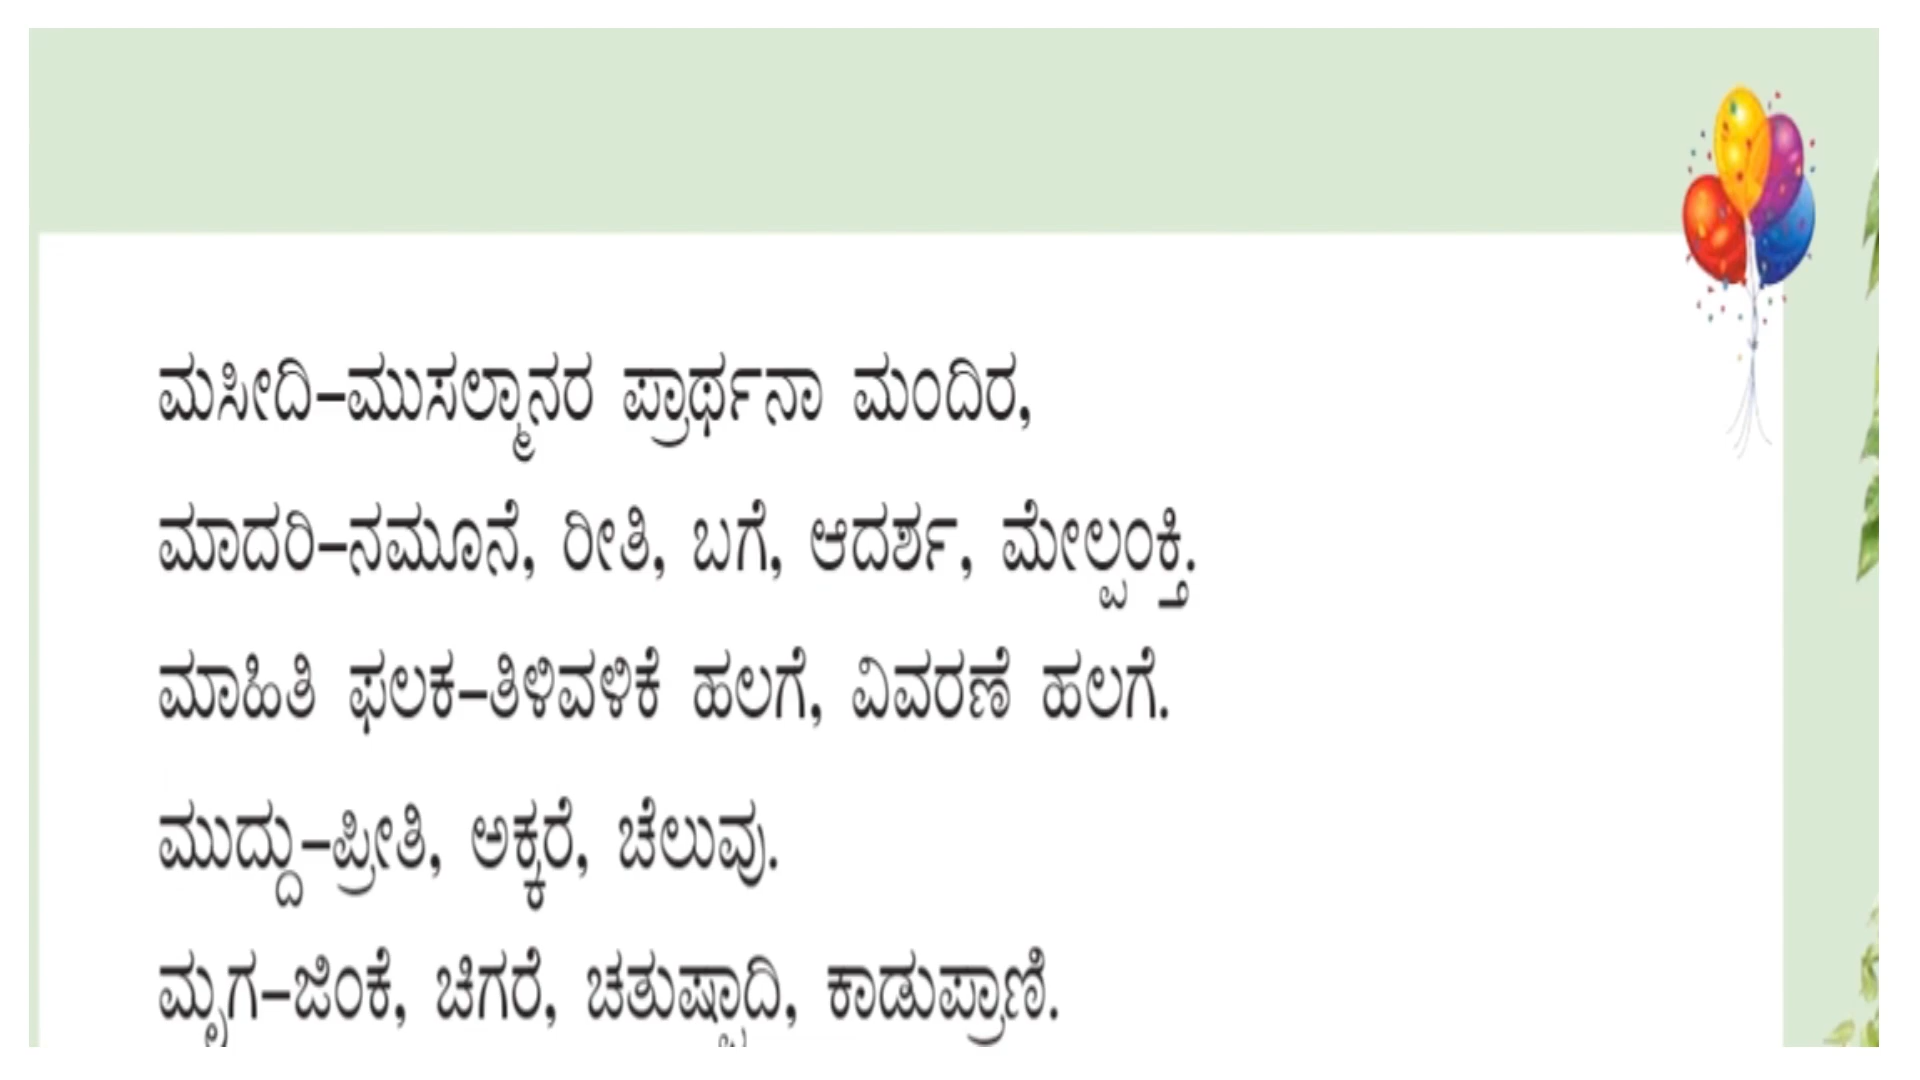 ಮಸೀದಿ–ಮುಸಲ್ಮಾನರ ಪ್ರಾರ್ಥನಾ ಮಂದಿರ,
ಮಾದರಿ–ನಮೂನೆ, ರೀತಿ, ಬಗೆ, ಆದರ್ಶ, ಮೇಲ್ಪಂಕ್ತಿ.
ಮಾಹಿತಿ ಫಲಕ–ತಿಳಿವಳಿಕೆ ಹಲಗೆ, ವಿವರಣೆ ಹಲಗೆ.
ಮುದ್ದು–ಪ್ರೀತಿ, ಅಕ್ಕರೆ, ಚೆಲುವು.
ಮೃಗ–ಜಿಂಕೆ, ಚಿಗರೆ, ಚತುಷ್ಪಾದಿ, ಕಾಡುಪ್ರಾಣಿ.